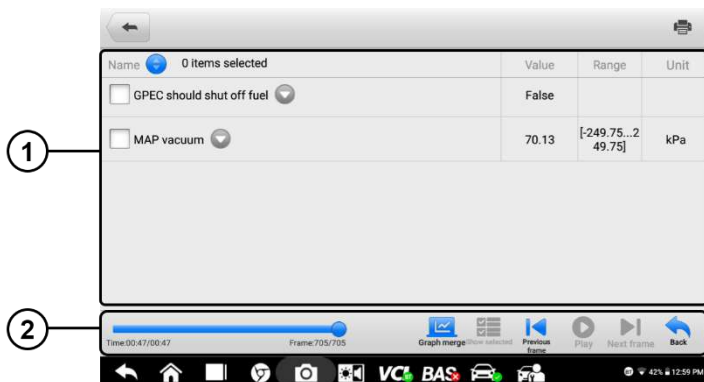 Name 0 items selected Value Range Unit
GPEC should shut off fuel False
MAP vacuum 70.13 [-249.75...2
49.75] kPa
1
2
Time:00:47/00:47 Frame:705/705 Graph merge Show selected Previous
frame Play Next frame Back
VCI BAS 42% 12:59 PM